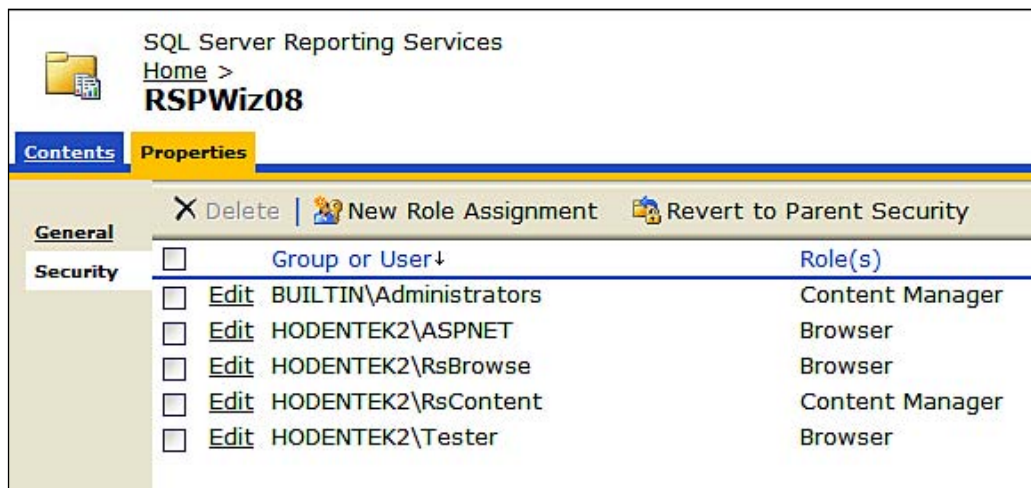 SQL Server Reporting Services
Home >
RSPWiz08
Contents Properties
General
Security
Delete | New Role Assignment Revert to Parent Security
Group or User↓ Role(s)
Edit BUILTIN\Administrators Content Manager
Edit HODENTEK2\ASPNET Browser
Edit HODENTEK2\RsBrowse Browser
Edit HODENTEK2\RsContent Content Manager
Edit HODENTEK2\Tester Browser